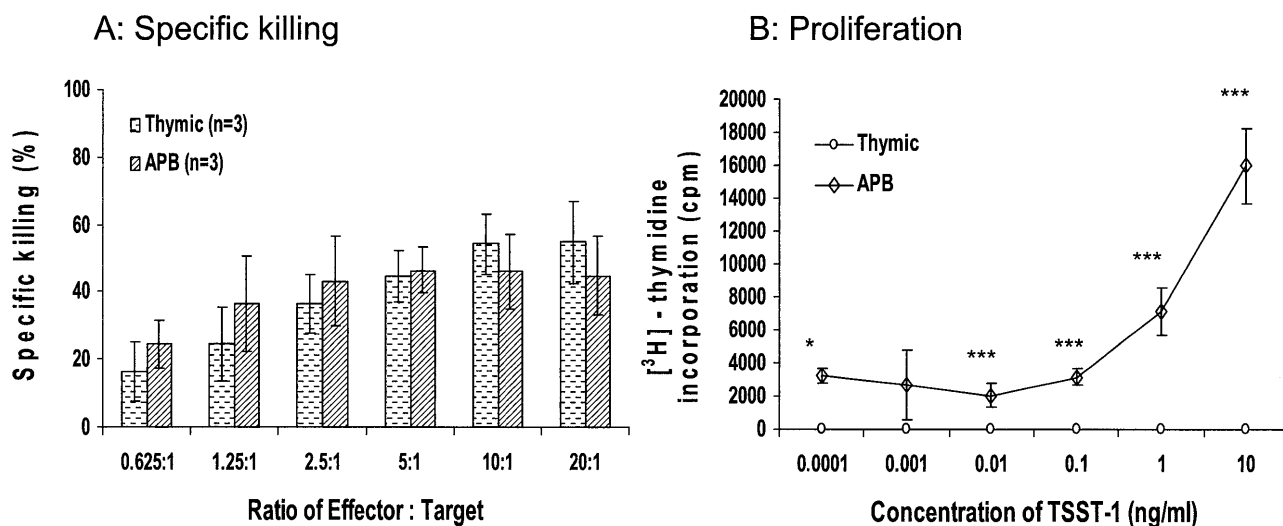 A: Specific killing
100
80
60
40
20
0
Specific killing (%)
Thymic (n=3)
APB (n=3)
0.625:1 1.25:1 2.5:1 5:1 10:1 20:1
Ratio of Effector : Target
B: Proliferation
20000
18000
16000
14000
12000
10000
8000
6000
4000
2000
0
[³H] - thymidine
incorporation (cpm)
Thymic
APB
* *** *** *** ***
0.0001 0.001 0.01 0.1 1 10
Concentration of TSST-1 (ng/ml)